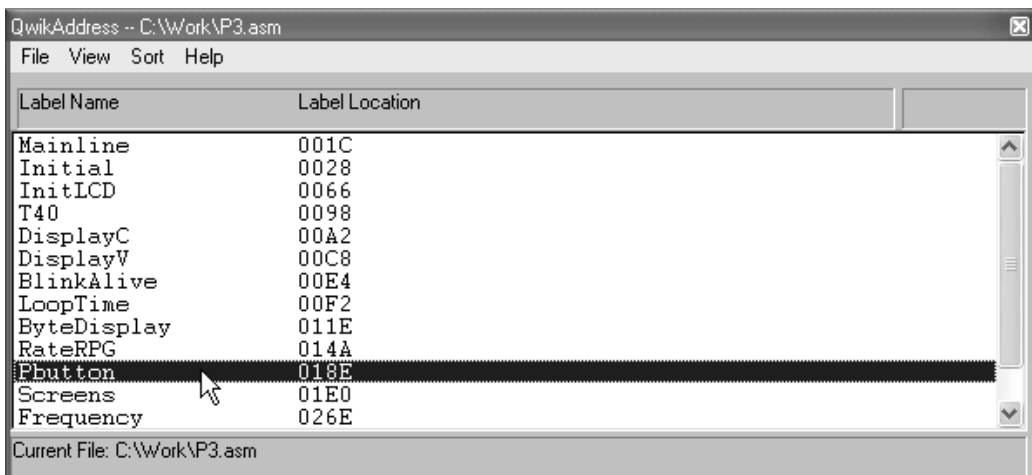 QwikAddress -- C:\Work\P3.asm
File View Sort Help
Label Name Label Location
Mainline 001C
Initial 0028
InitLCD 0066
T40 0098
DisplayC 00A2
DisplayV 00C8
BlinkAlive 00E4
LoopTime 00F2
ByteDisplay 011E
RateRPG 014A
Pbutton 018E
Screens 01E0
Frequency 026E
Current File: C:\Work\P3.asm